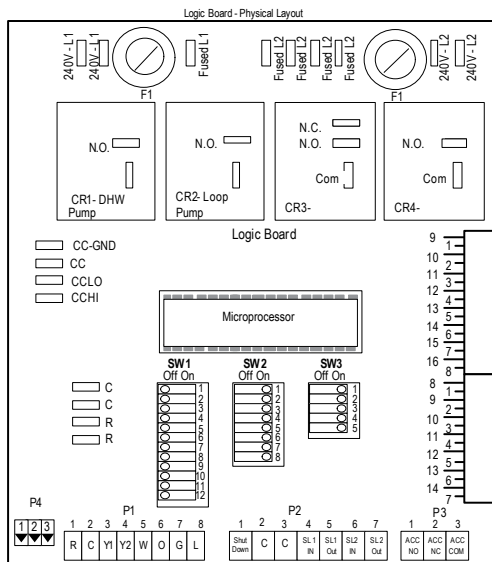 Logic Board - Physical Layout
240V - L1
240V - L1
Fused L1
Fused L2
Fused L2
Fused L2
Fused L2
240V - L2
240V - L2
F1
F1
N.O.
CR1- DHW
Pump
N.O.
CR2- Loop
Pump
N.C.
N.O.
Com
CR3-
N.O.
Com
CR4-
Logic Board
CC-GND
CC
CCLO
CCHI
9
1
10
2
11
3
12
4
13
5
14
6
15
7
16
8
8
1
9
2
10
3
11
4
12
5
13
6
14
7
Microprocessor
SW1
Off On
1
2
3
4
5
6
7
8
9
10
11
12
SW2
Off On
1
2
3
4
5
6
7
8
SW3
Off On
1
2
3
4
5
C
C
R
R
P4
1 2 3
P1
1 2 3 4 5 6 7 8
R C Y1 Y2 W O G L
P2
1 2 3 4 5 6 7
Shut Down C C SL 1 IN SL1 Out SL2 IN SL2 Out
P3
1 2 3
ACC NO ACC NC ACC COM